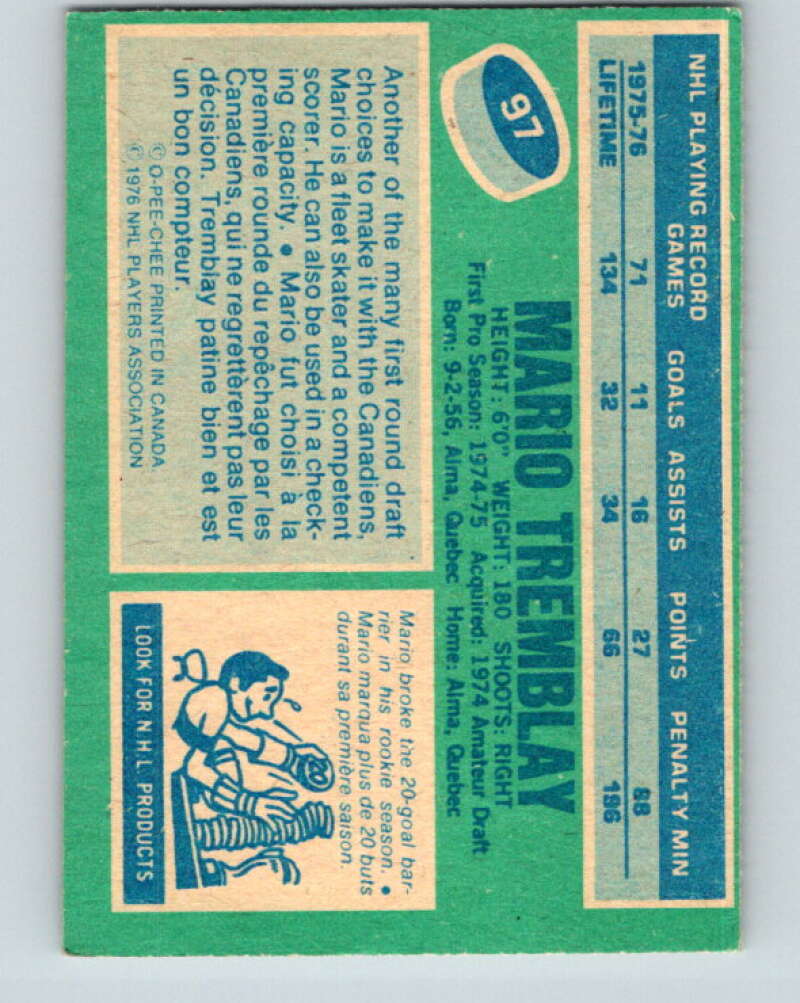 NHL PLAYING RECORD
GAMES GOALS ASSISTS POINTS PENALTY MIN
1975-76 71 11 16 27 88
LIFETIME 134 32 34 66 196
97
MARIO TREMBLAY
HEIGHT: 6'0" WEIGHT: 180 SHOOTS: RIGHT
First Pro Season: 1974-75 Acquired: 1974 Amateur Draft
Born: 9-2-56, Alma, Quebec Home: Alma, Quebec
Another of the many first round draft
choices to make it with the Canadiens,
Mario is a fleet skater and a competent
scorer. He can also be used in a check-
ing capacity. • Mario fut choisi à la
première rounde du repêchage par les
Canadiens, qui ne regrettèrent pas leur
décision. Tremblay patine bien et est
un bon compteur.
© O-PEE-CHEE PRINTED IN CANADA
© 1976 NHL PLAYERS ASSOCIATION
Mario broke the 20-goal bar-
rier in his rookie season. •
Mario marqua plus de 20 buts
durant sa première saison.
20
LOOK FOR N.H.L. PRODUCTS